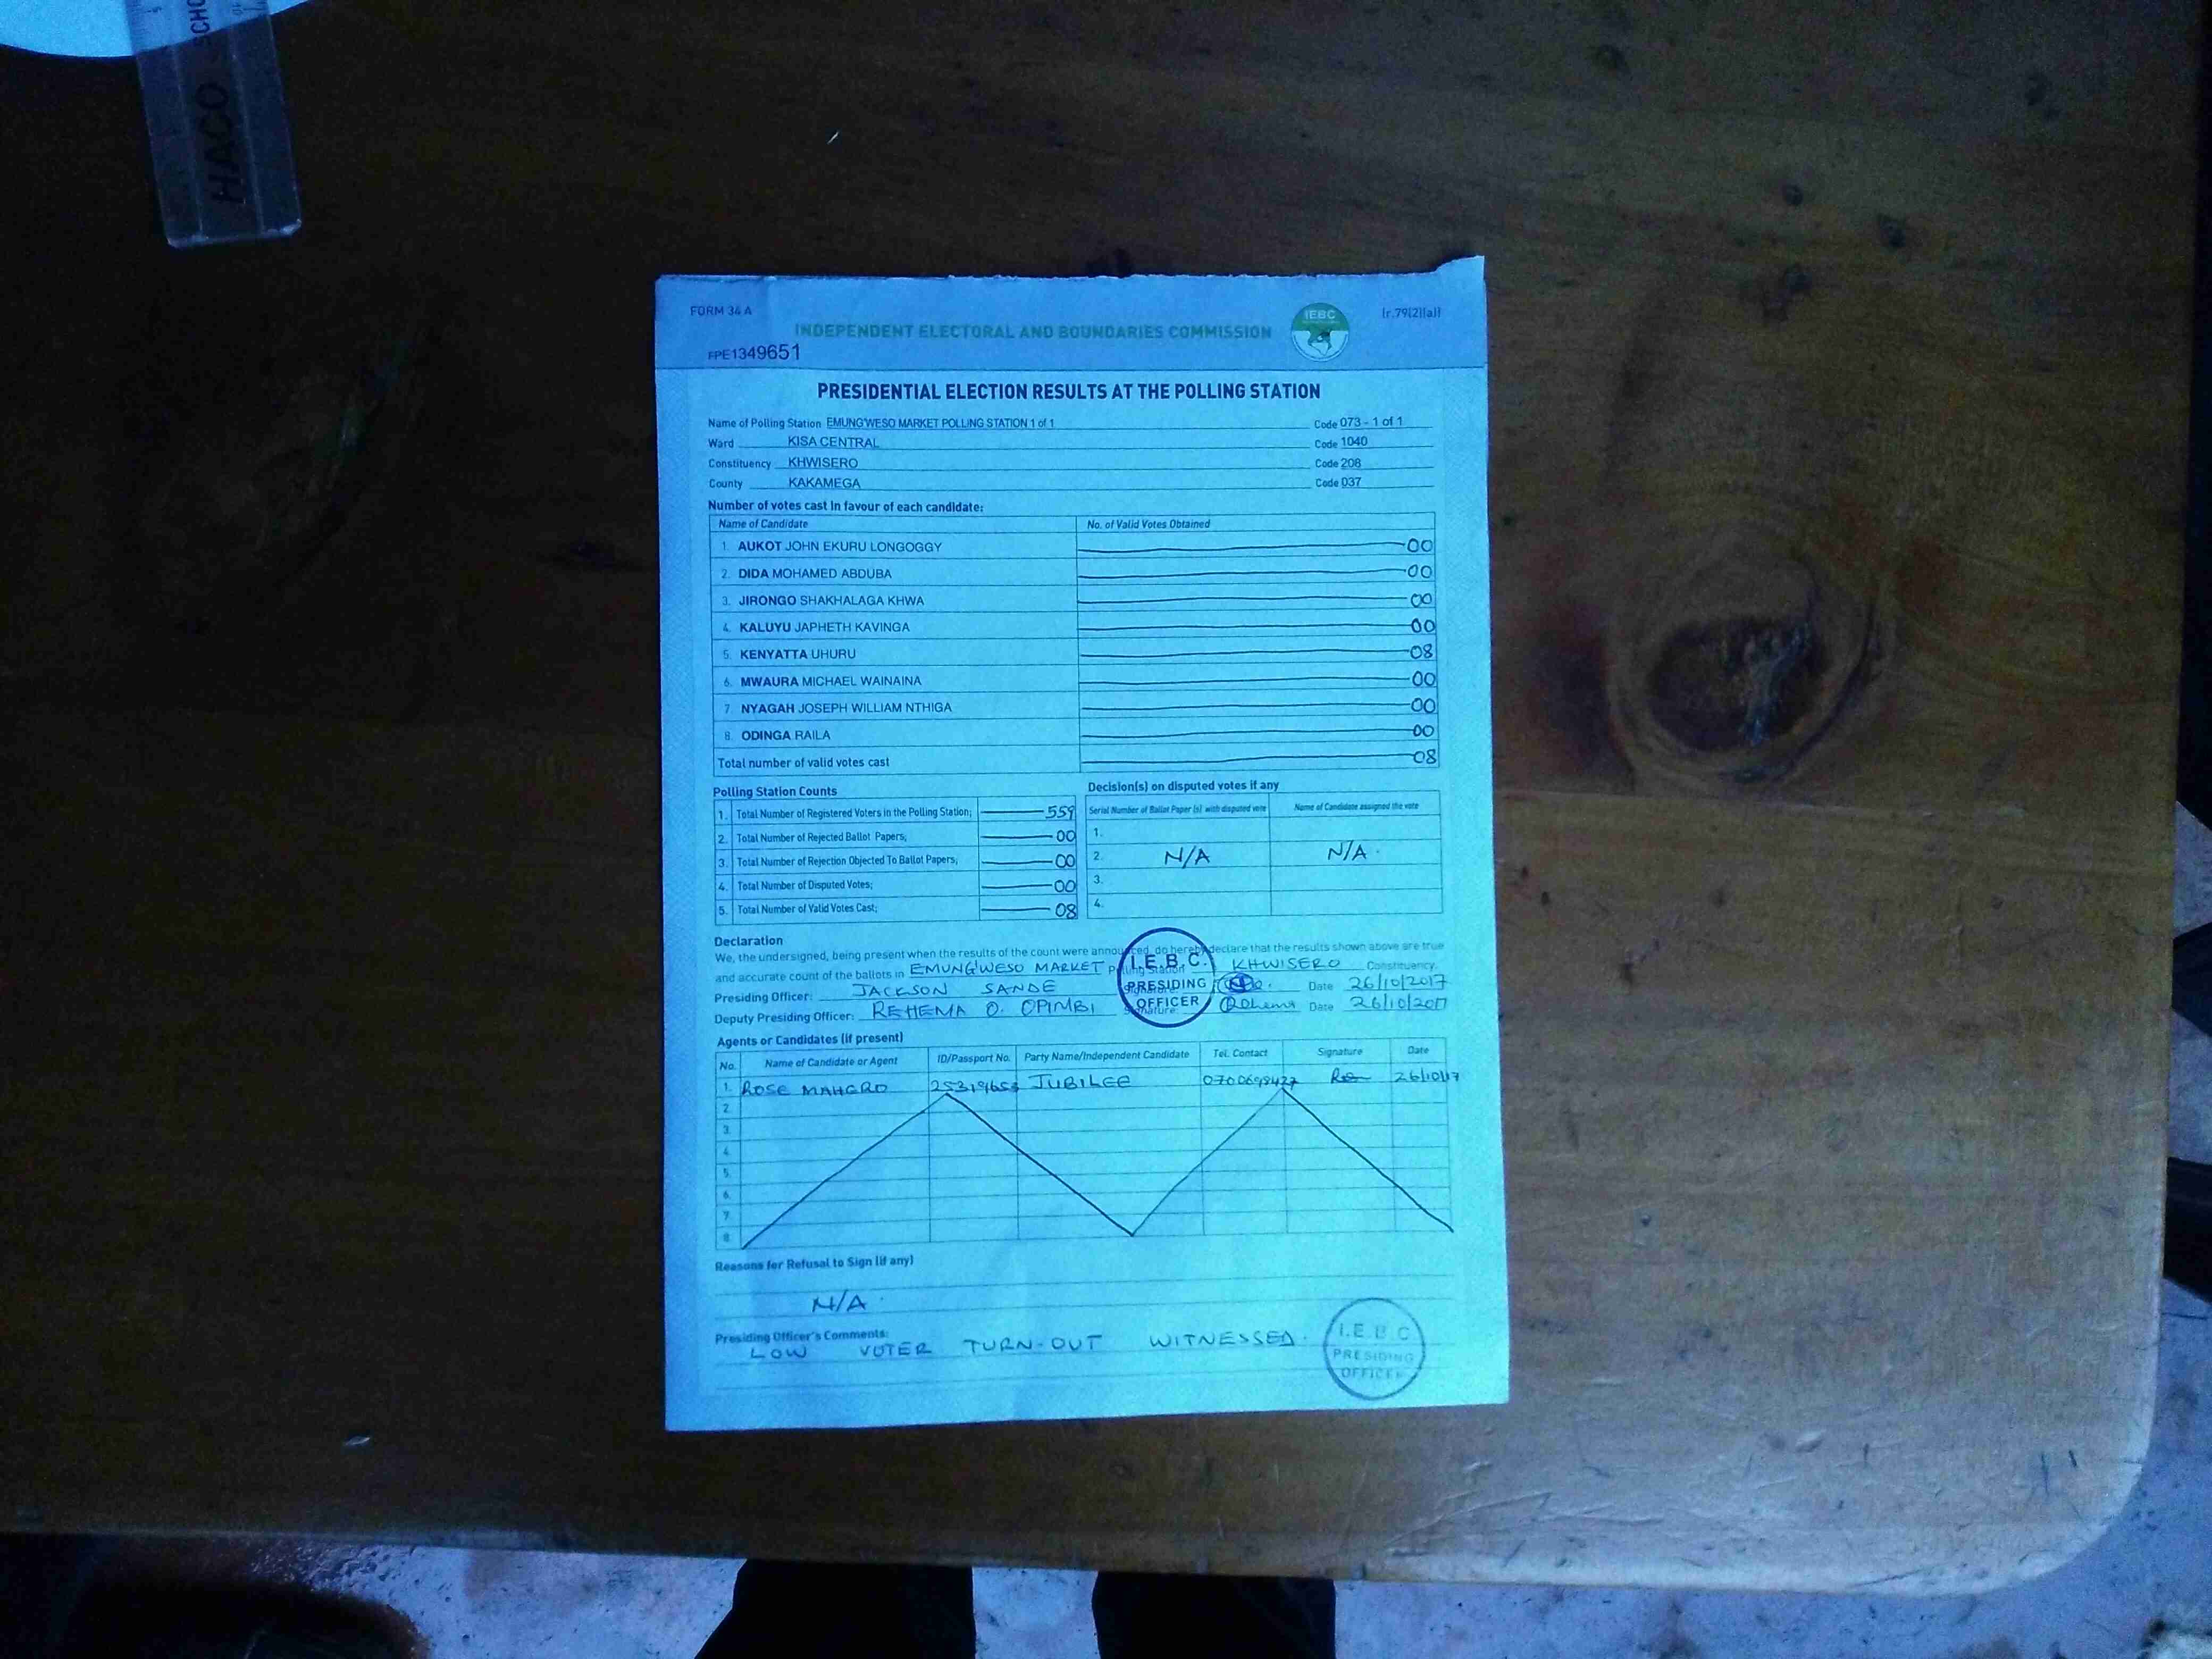 HACO SCHO
FORM 34 A
INDEPENDENT ELECTORAL AND BOUNDARIES COMMISSION
IEBC
(r.79(2)(a))
FPE1349651
PRESIDENTIAL ELECTION RESULTS AT THE POLLING STATION
Name of Polling Station EMUNG'WESO MARKET POLLING STATION 1 of 1 Code 073 - 1 of 1
Ward KISA CENTRAL Code 1040
Constituency KHWISERO Code 208
County KAKAMEGA Code 037
Number of votes cast in favour of each candidate:
Name of Candidate No. of Valid Votes Obtained
1. AUKOT JOHN EKURU LONGOGGY 00
2. DIDA MOHAMED ABDUBA 00
3. JIRONGO SHAKHALAGA KHWA 00
4. KALUYU JAPHETH KAVINGA 00
5. KENYATTA UHURU 08
6. MWAURA MICHAEL WAINAINA 00
7. NYAGAH JOSEPH WILLIAM NTHIGA 00
8. ODINGA RAILA 00
Total number of valid votes cast 08
Polling Station Counts
1. Total Number of Registered Voters in the Polling Station; 559
2. Total Number of Rejected Ballot Papers; 00
3. Total Number of Rejection Objected To Ballot Papers; 00
4. Total Number of Disputed Votes; 00
5. Total Number of Valid Votes Cast; 08
Decision(s) on disputed votes if any
Serial Number of Ballot Paper (s) with disputed vote Name of Candidate assigned the vote
1.
2. N/A N/A.
3.
4.
Declaration
We, the undersigned, being present when the results of the count were announced, do hereby declare that the results shown above are true
and accurate count of the ballots in EMUNG'WESO MARKET Polling Station KHWISERO Constituency.
Presiding Officer: JACKSON SANDE Signature: Date 26/10/2017
Deputy Presiding Officer: REHEMA O. OPIMBI Signature: Rehema Date 26/10/2017
I.E.B.C.
PRESIDING
OFFICER
Agents or Candidates (if present)
No. Name of Candidate or Agent ID/Passport No. Party Name/Independent Candidate Tel. Contact Signature Date
1. ROSE JUBILEE 26/10/17
2.
3.
4.
5.
6.
7.
8.
Reasons for Refusal to Sign (if any)
N/A
Presiding Officer's Comments:
LOW VOTER TURN-OUT WITNESSED.
I.E.B.C
PRESIDING
OFFICER